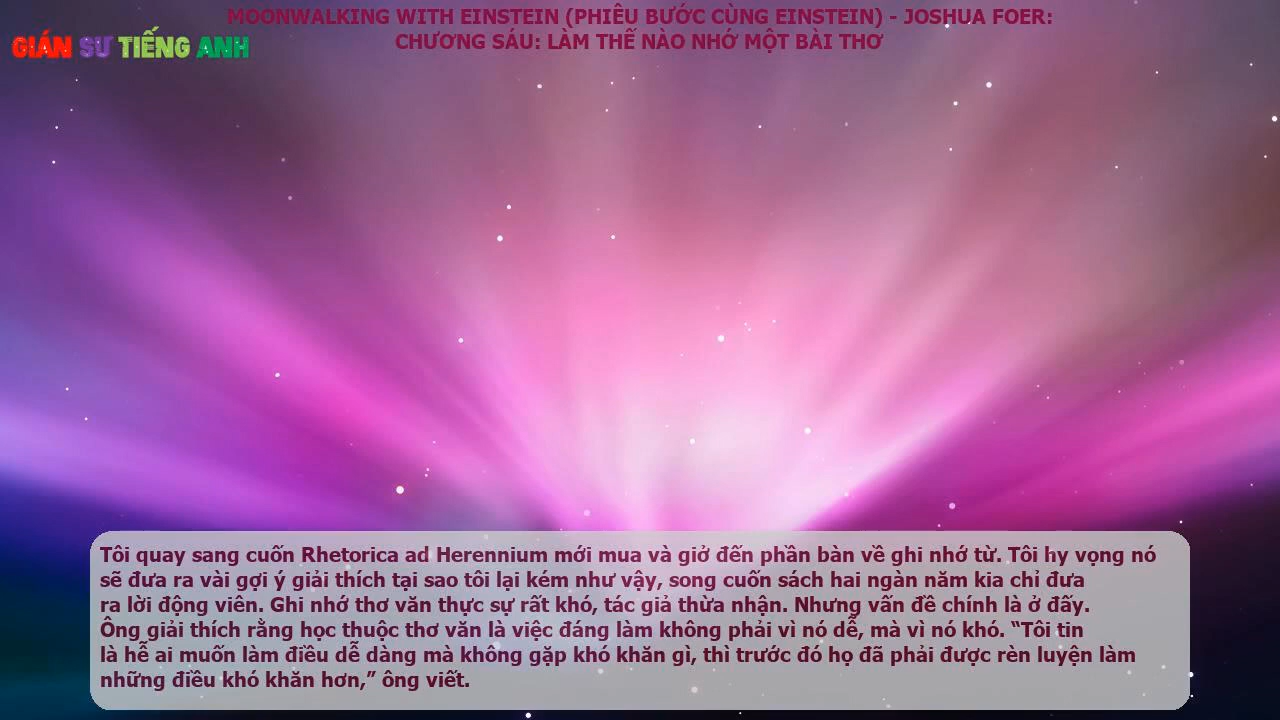 MOONWALKING WITH EINSTEIN (PHIÊU BƯỚC CÙNG EINSTEIN) - JOSHUA FOER:
CHƯƠNG SÁU: LÀM THẾ NÀO NHỚ MỘT BÀI THƠ
GIÁN SƯ TIẾNG ANH
Tôi quay sang cuốn Rhetorica ad Herennium mới mua và giở đến phần bàn về ghi nhớ từ. Tôi hy vọng nó
sẽ đưa ra vài gợi ý giải thích tại sao tôi lại kém như vậy, song cuốn sách hai ngàn năm kia chỉ đưa
ra lời động viên. Ghi nhớ thơ văn thực sự rất khó, tác giả thừa nhận. Nhưng vấn đề chính là ở đấy.
Ông giải thích rằng học thuộc thơ văn là việc đáng làm không phải vì nó dễ, mà vì nó khó. “Tôi tin
là hễ ai muốn làm điều dễ dàng mà không gặp khó khăn gì, thì trước đó họ đã phải được rèn luyện làm
những điều khó khăn hơn,” ông viết.